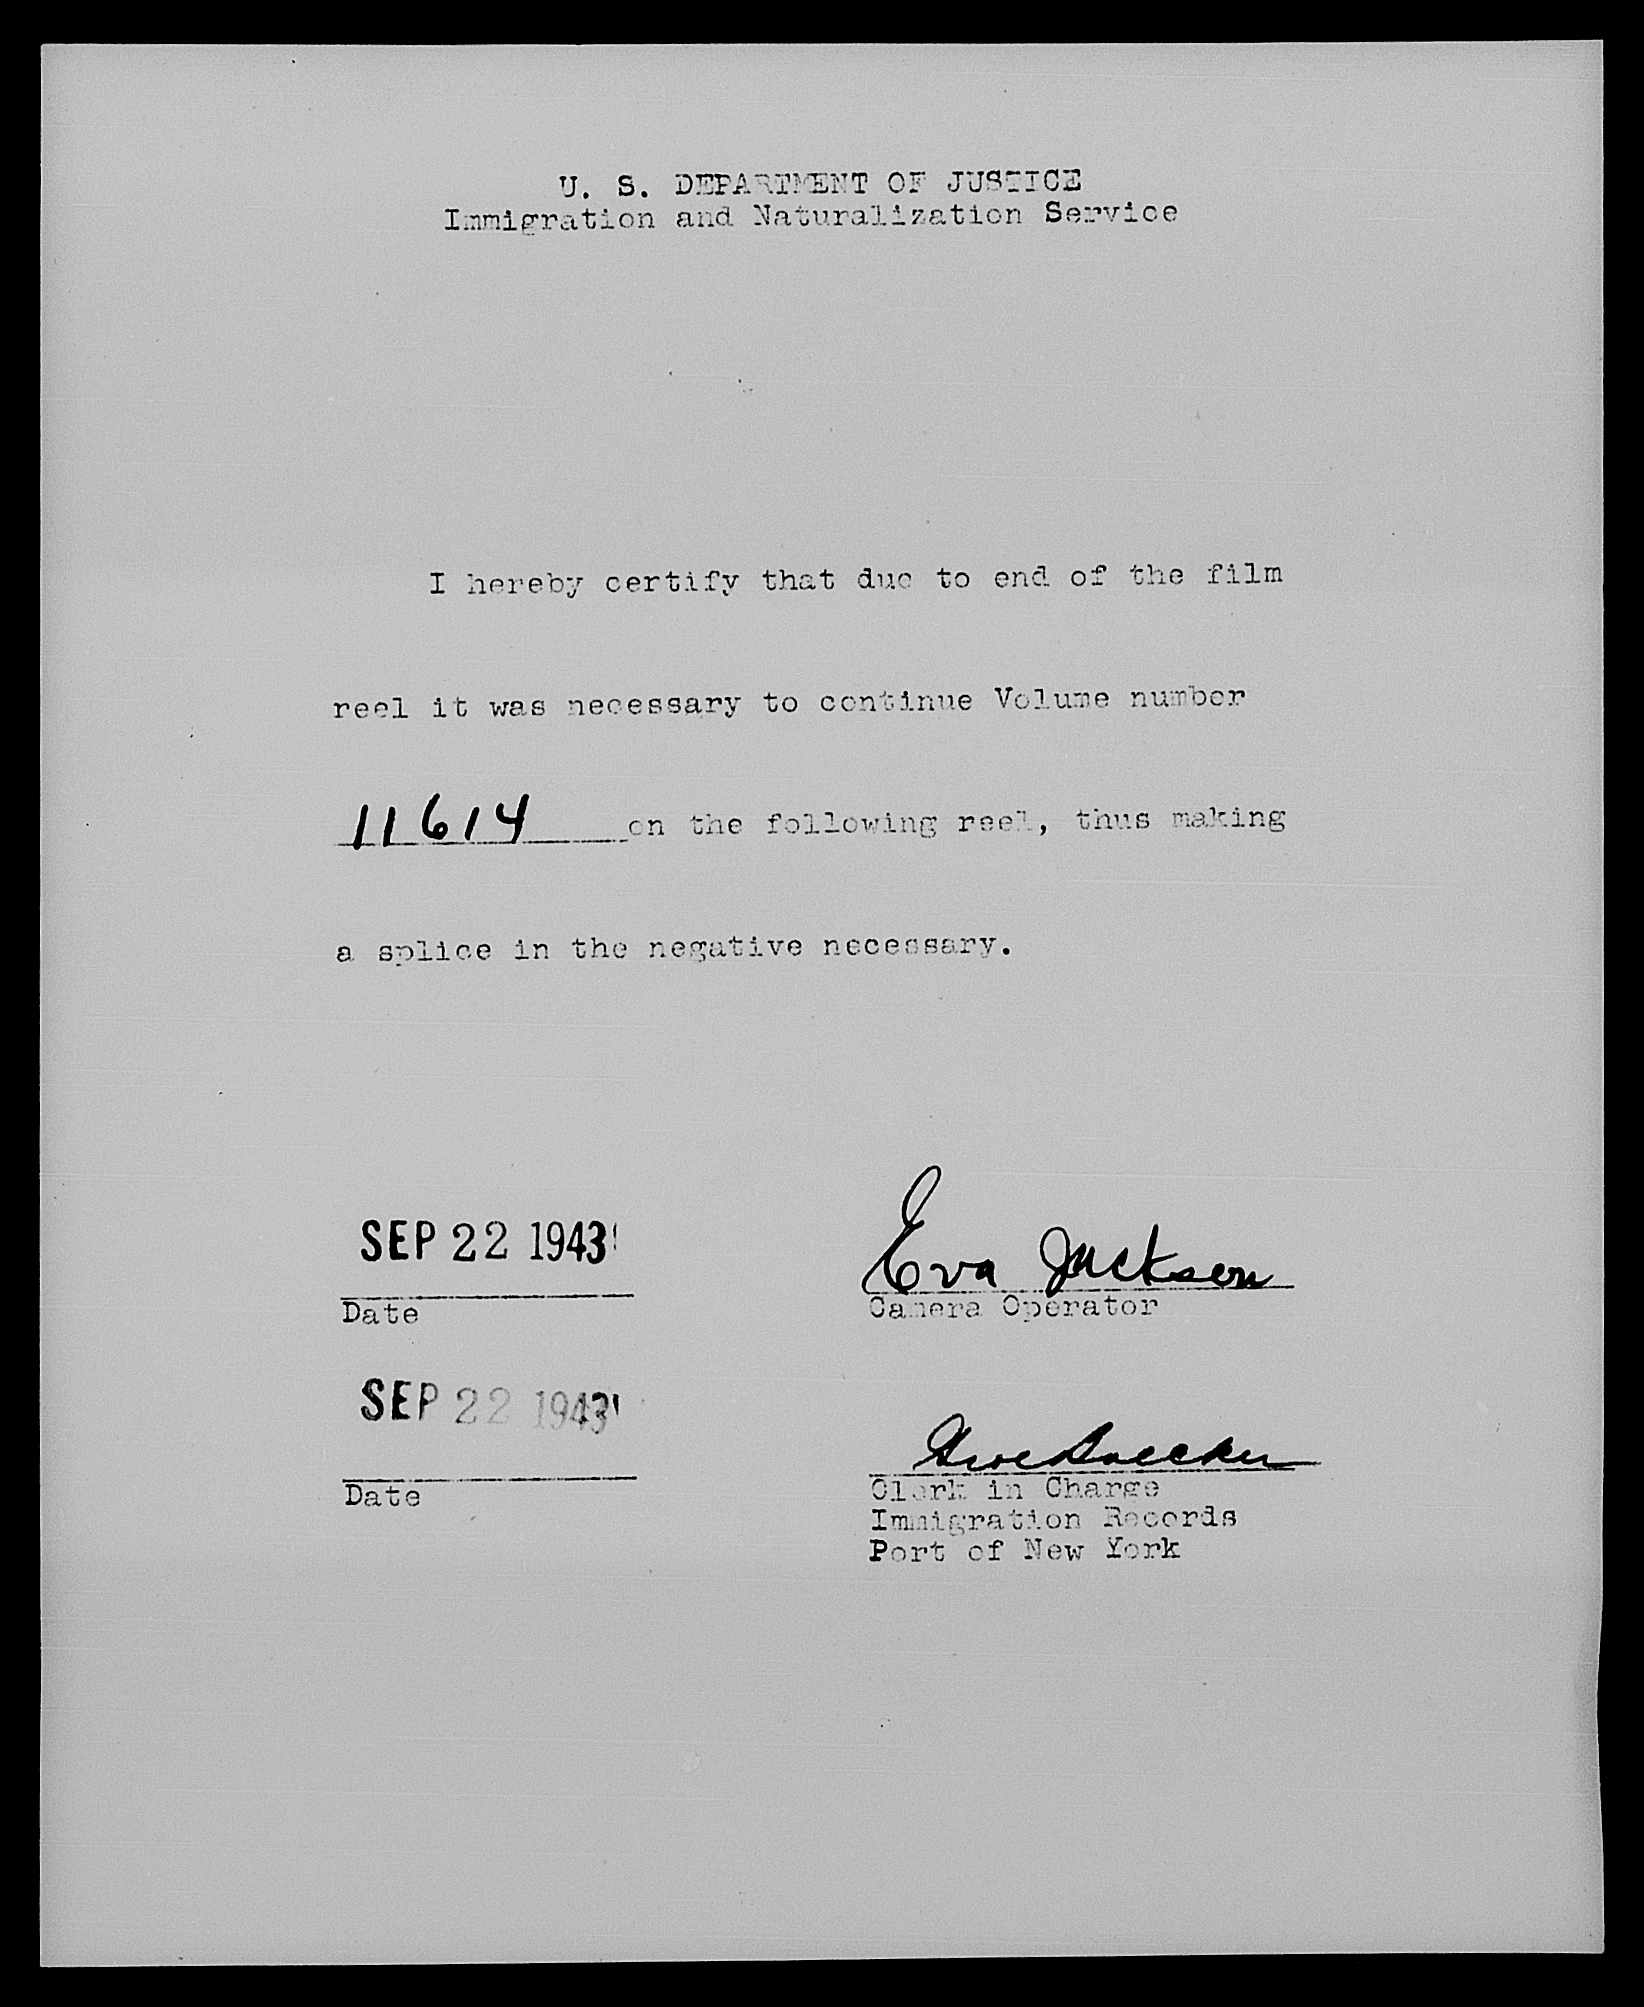 U. S. DEPARTMENT OF JUSTICE
Immigration and Naturalization Service
I hereby certify that due to end of the film
reel it was necessary to continue Volume number
11614 on the following reel, thus making
a splice in the negative necessary.
SEP 22 1943
Eva Jackson
Date
Camera Operator
SEP 22 1943
Date
Clerk in Charge
Immigration Records
Port of New York